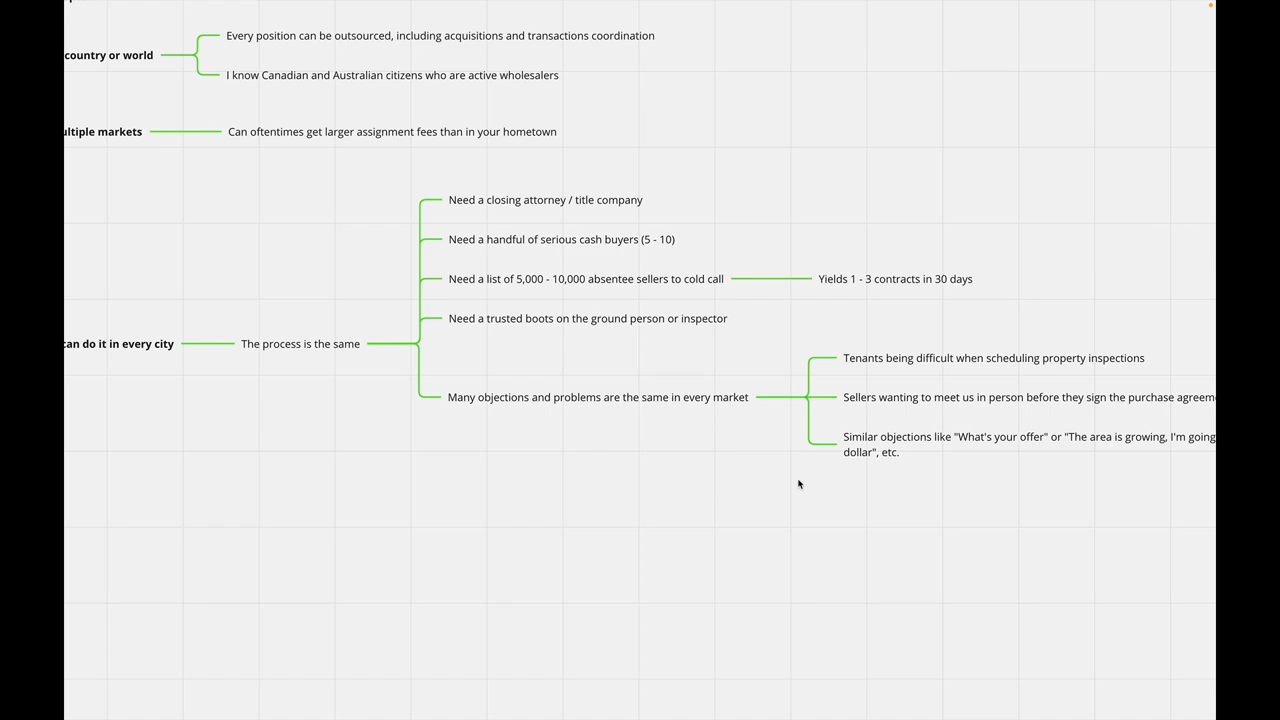 Every position can be outsourced, including acquisitions and transactions coordination
country or world
I know Canadian and Australian citizens who are active wholesalers
ultiple markets
Can oftentimes get larger assignment fees than in your hometown
Need a closing attorney / title company
Need a handful of serious cash buyers (5 - 10)
Need a list of 5,000 - 10,000 absentee sellers to cold call
Yields 1 - 3 contracts in 30 days
Need a trusted boots on the ground person or inspector
can do it in every city
The process is the same
Tenants being difficult when scheduling property inspections
Many objections and problems are the same in every market
Sellers wanting to meet us in person before they sign the purchase agreem
Similar objections like "What's your offer" or "The area is growing, I'm going
dollar", etc.